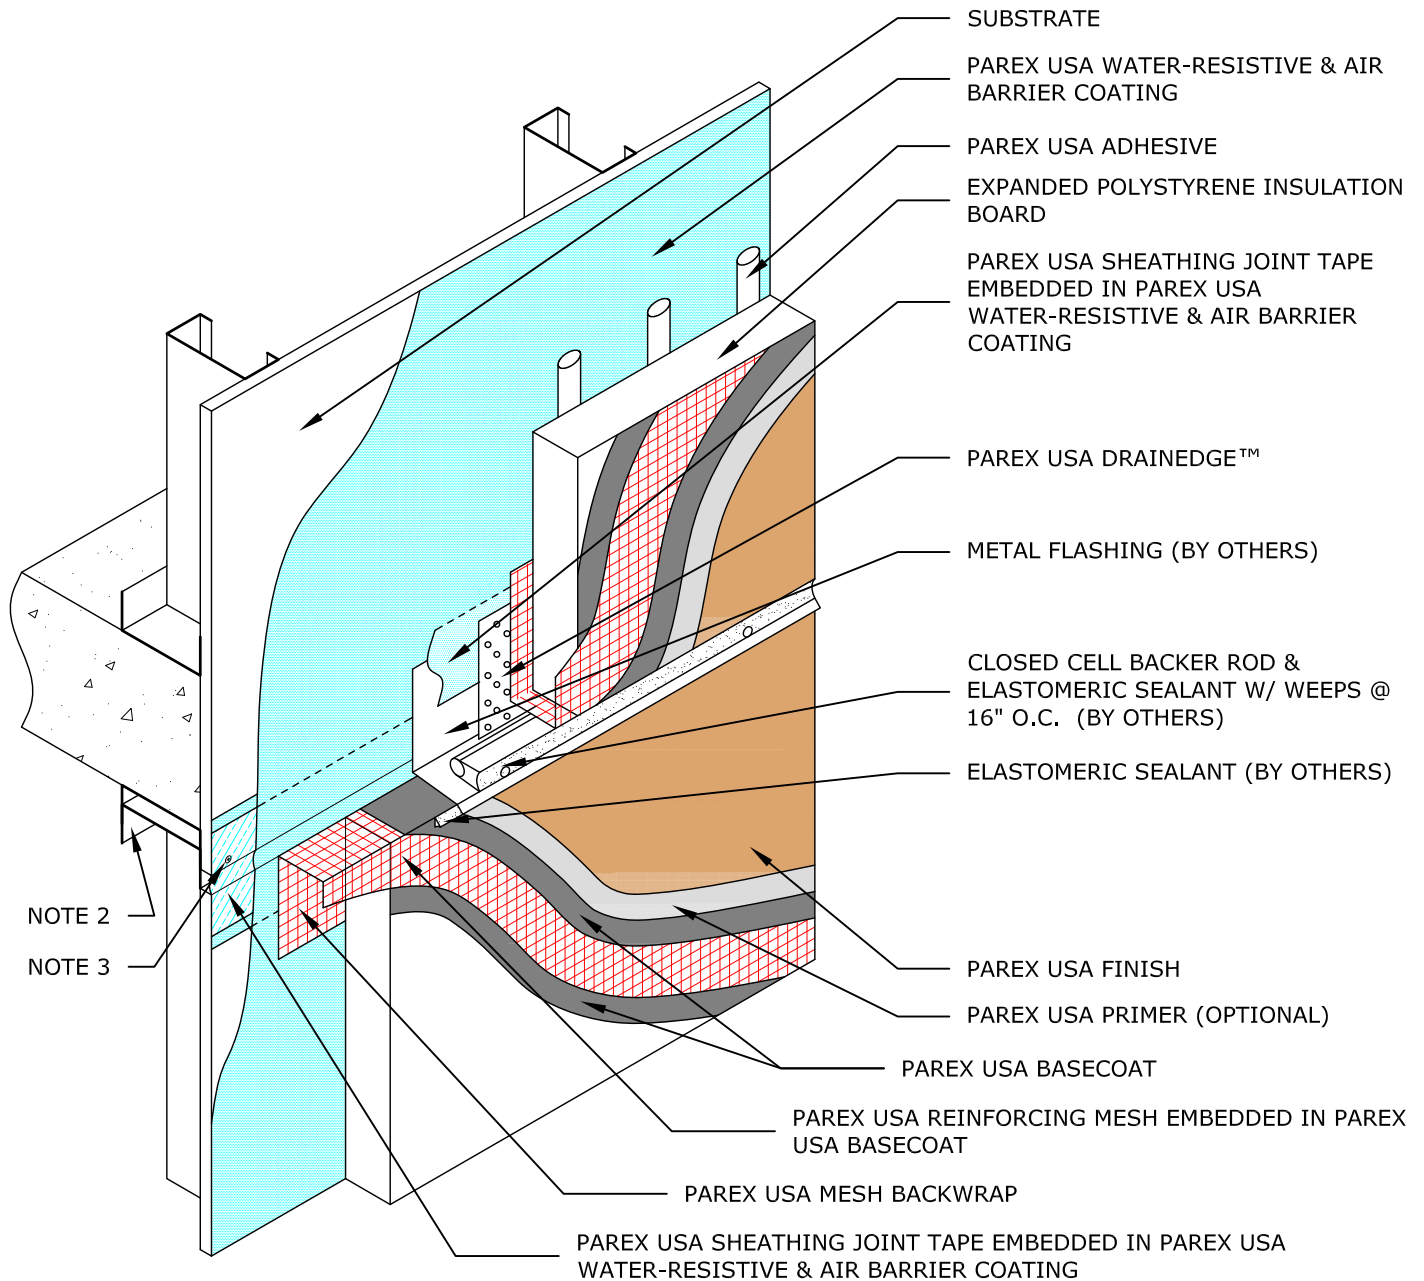 SUBSTRATE
PAREX USA WATER-RESISTIVE & AIR
BARRIER COATING
PAREX USA ADHESIVE
EXPANDED POLYSTYRENE INSULATION
BOARD
PAREX USA SHEATHING JOINT TAPE
EMBEDDED IN PAREX USA
WATER-RESISTIVE & AIR BARRIER
COATING
PAREX USA DRAINEDGE™
METAL FLASHING (BY OTHERS)
CLOSED CELL BACKER ROD &
ELASTOMERIC SEALANT W/ WEEPS @
16" O.C. (BY OTHERS)
ELASTOMERIC SEALANT (BY OTHERS)
NOTE 2
NOTE 3
PAREX USA FINISH
PAREX USA PRIMER (OPTIONAL)
PAREX USA BASECOAT
PAREX USA REINFORCING MESH EMBEDDED IN PAREX
USA BASECOAT
PAREX USA MESH BACKWRAP
PAREX USA SHEATHING JOINT TAPE EMBEDDED IN PAREX USA
WATER-RESISTIVE & AIR BARRIER COATING